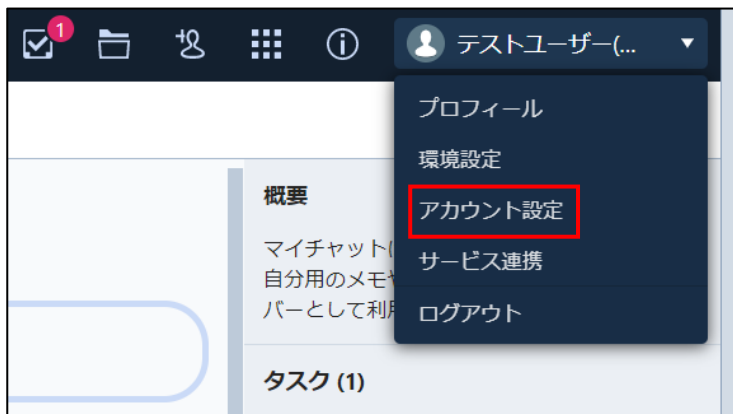 1
テストユーザー(...
プロフィール
環境設定
アカウント設定
サービス連携
ログアウト
概要
マイチャット(
自分用のメモ
バーとして利
タスク (1)